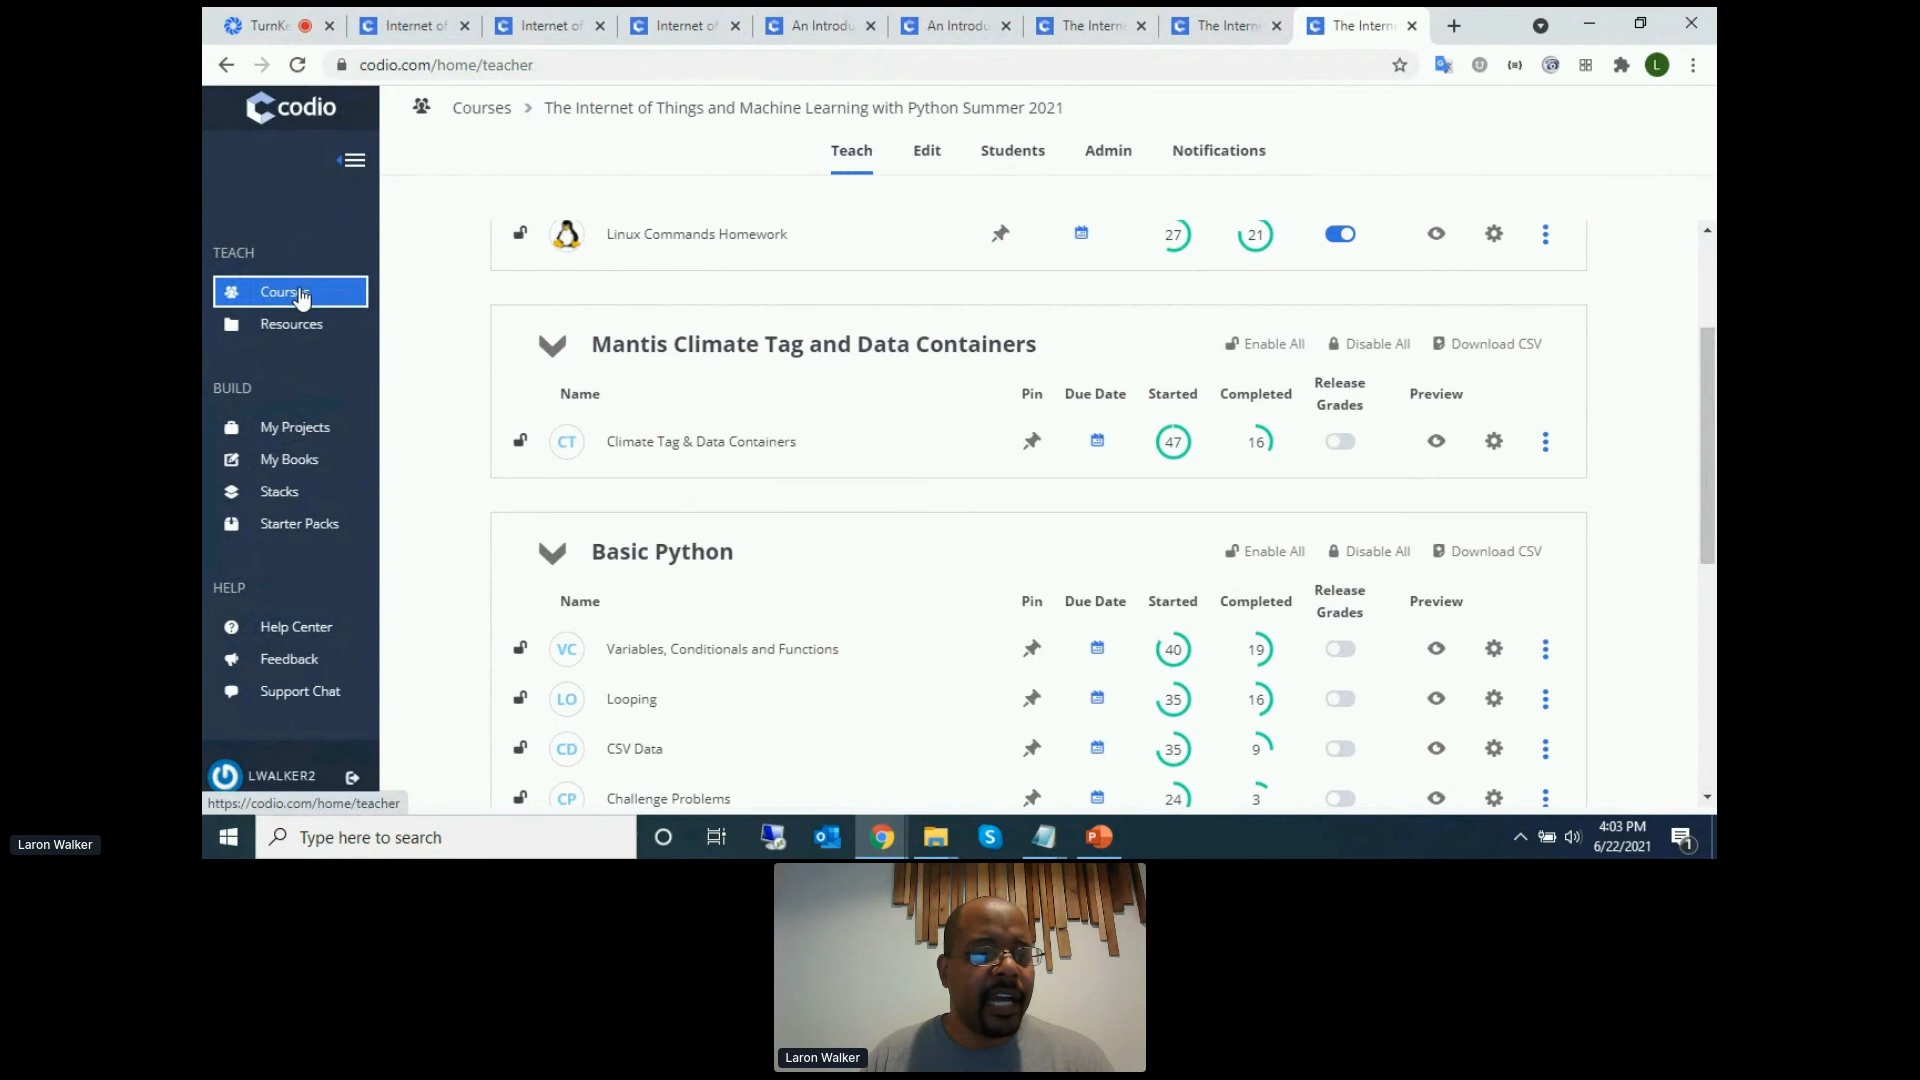 TurnKe
Internet of
Internet of
Internet of
An Introdu
An Introdu
The Intern
The Intern
The Intern
codio.com/home/teacher
L
codio
Courses > The Internet of Things and Machine Learning with Python Summer 2021
Teach Edit Students Admin Notifications
TEACH
Courses
Resources
BUILD
My Projects
My Books
Stacks
Starter Packs
HELP
Help Center
Feedback
Support Chat
LWALKER2
https://codio.com/home/teacher
Linux Commands Homework 27 21
Mantis Climate Tag and Data Containers Enable All Disable All Download CSV
Name Pin Due Date Started Completed Release Grades Preview
CT Climate Tag & Data Containers 47 16
Basic Python Enable All Disable All Download CSV
Name Pin Due Date Started Completed Release Grades Preview
VC Variables, Conditionals and Functions 40 19
LO Looping 35 16
CD CSV Data 35 9
CP Challenge Problems 24 3
Type here to search
4:03 PM
6/22/2021
1
Laron Walker
Laron Walker